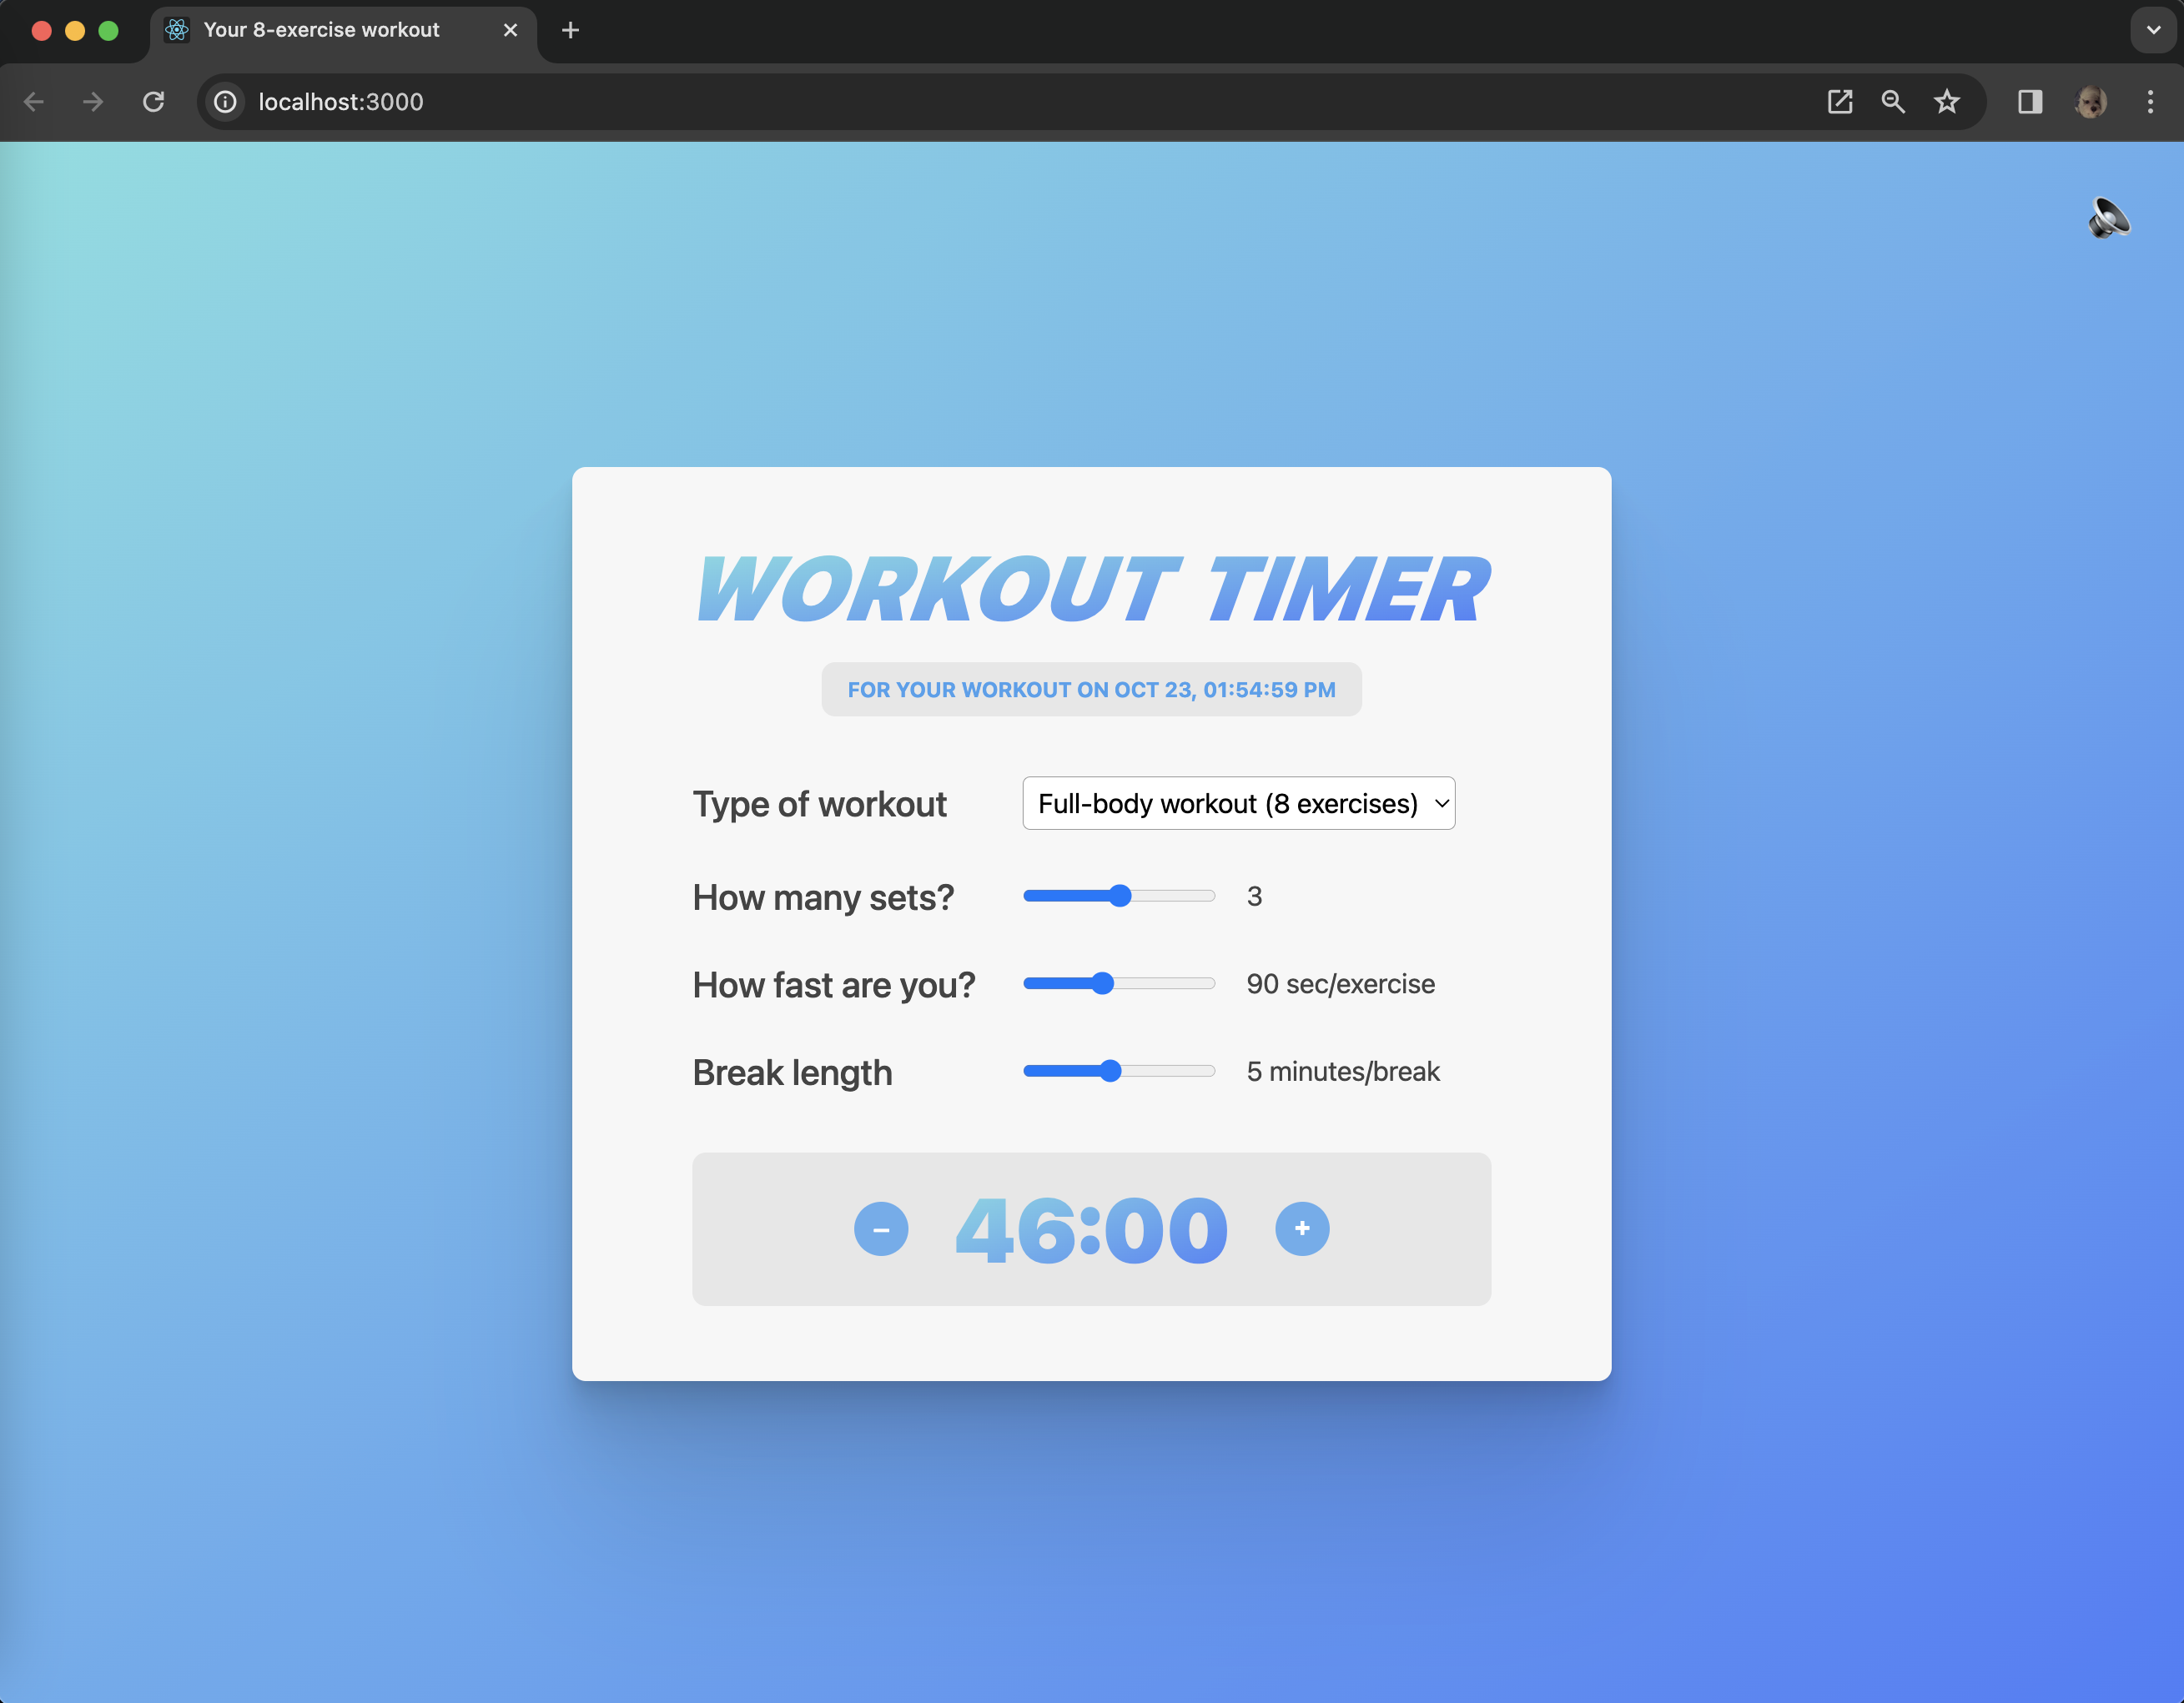 Your 8-exercise workout
localhost:3000
WORKOUT TIMER
FOR YOUR WORKOUT ON OCT 23, 01:54:59 PM
Type of workout Full-body workout (8 exercises)
How many sets? 3
How fast are you? 90 sec/exercise
Break length 5 minutes/break
– 46:00 +